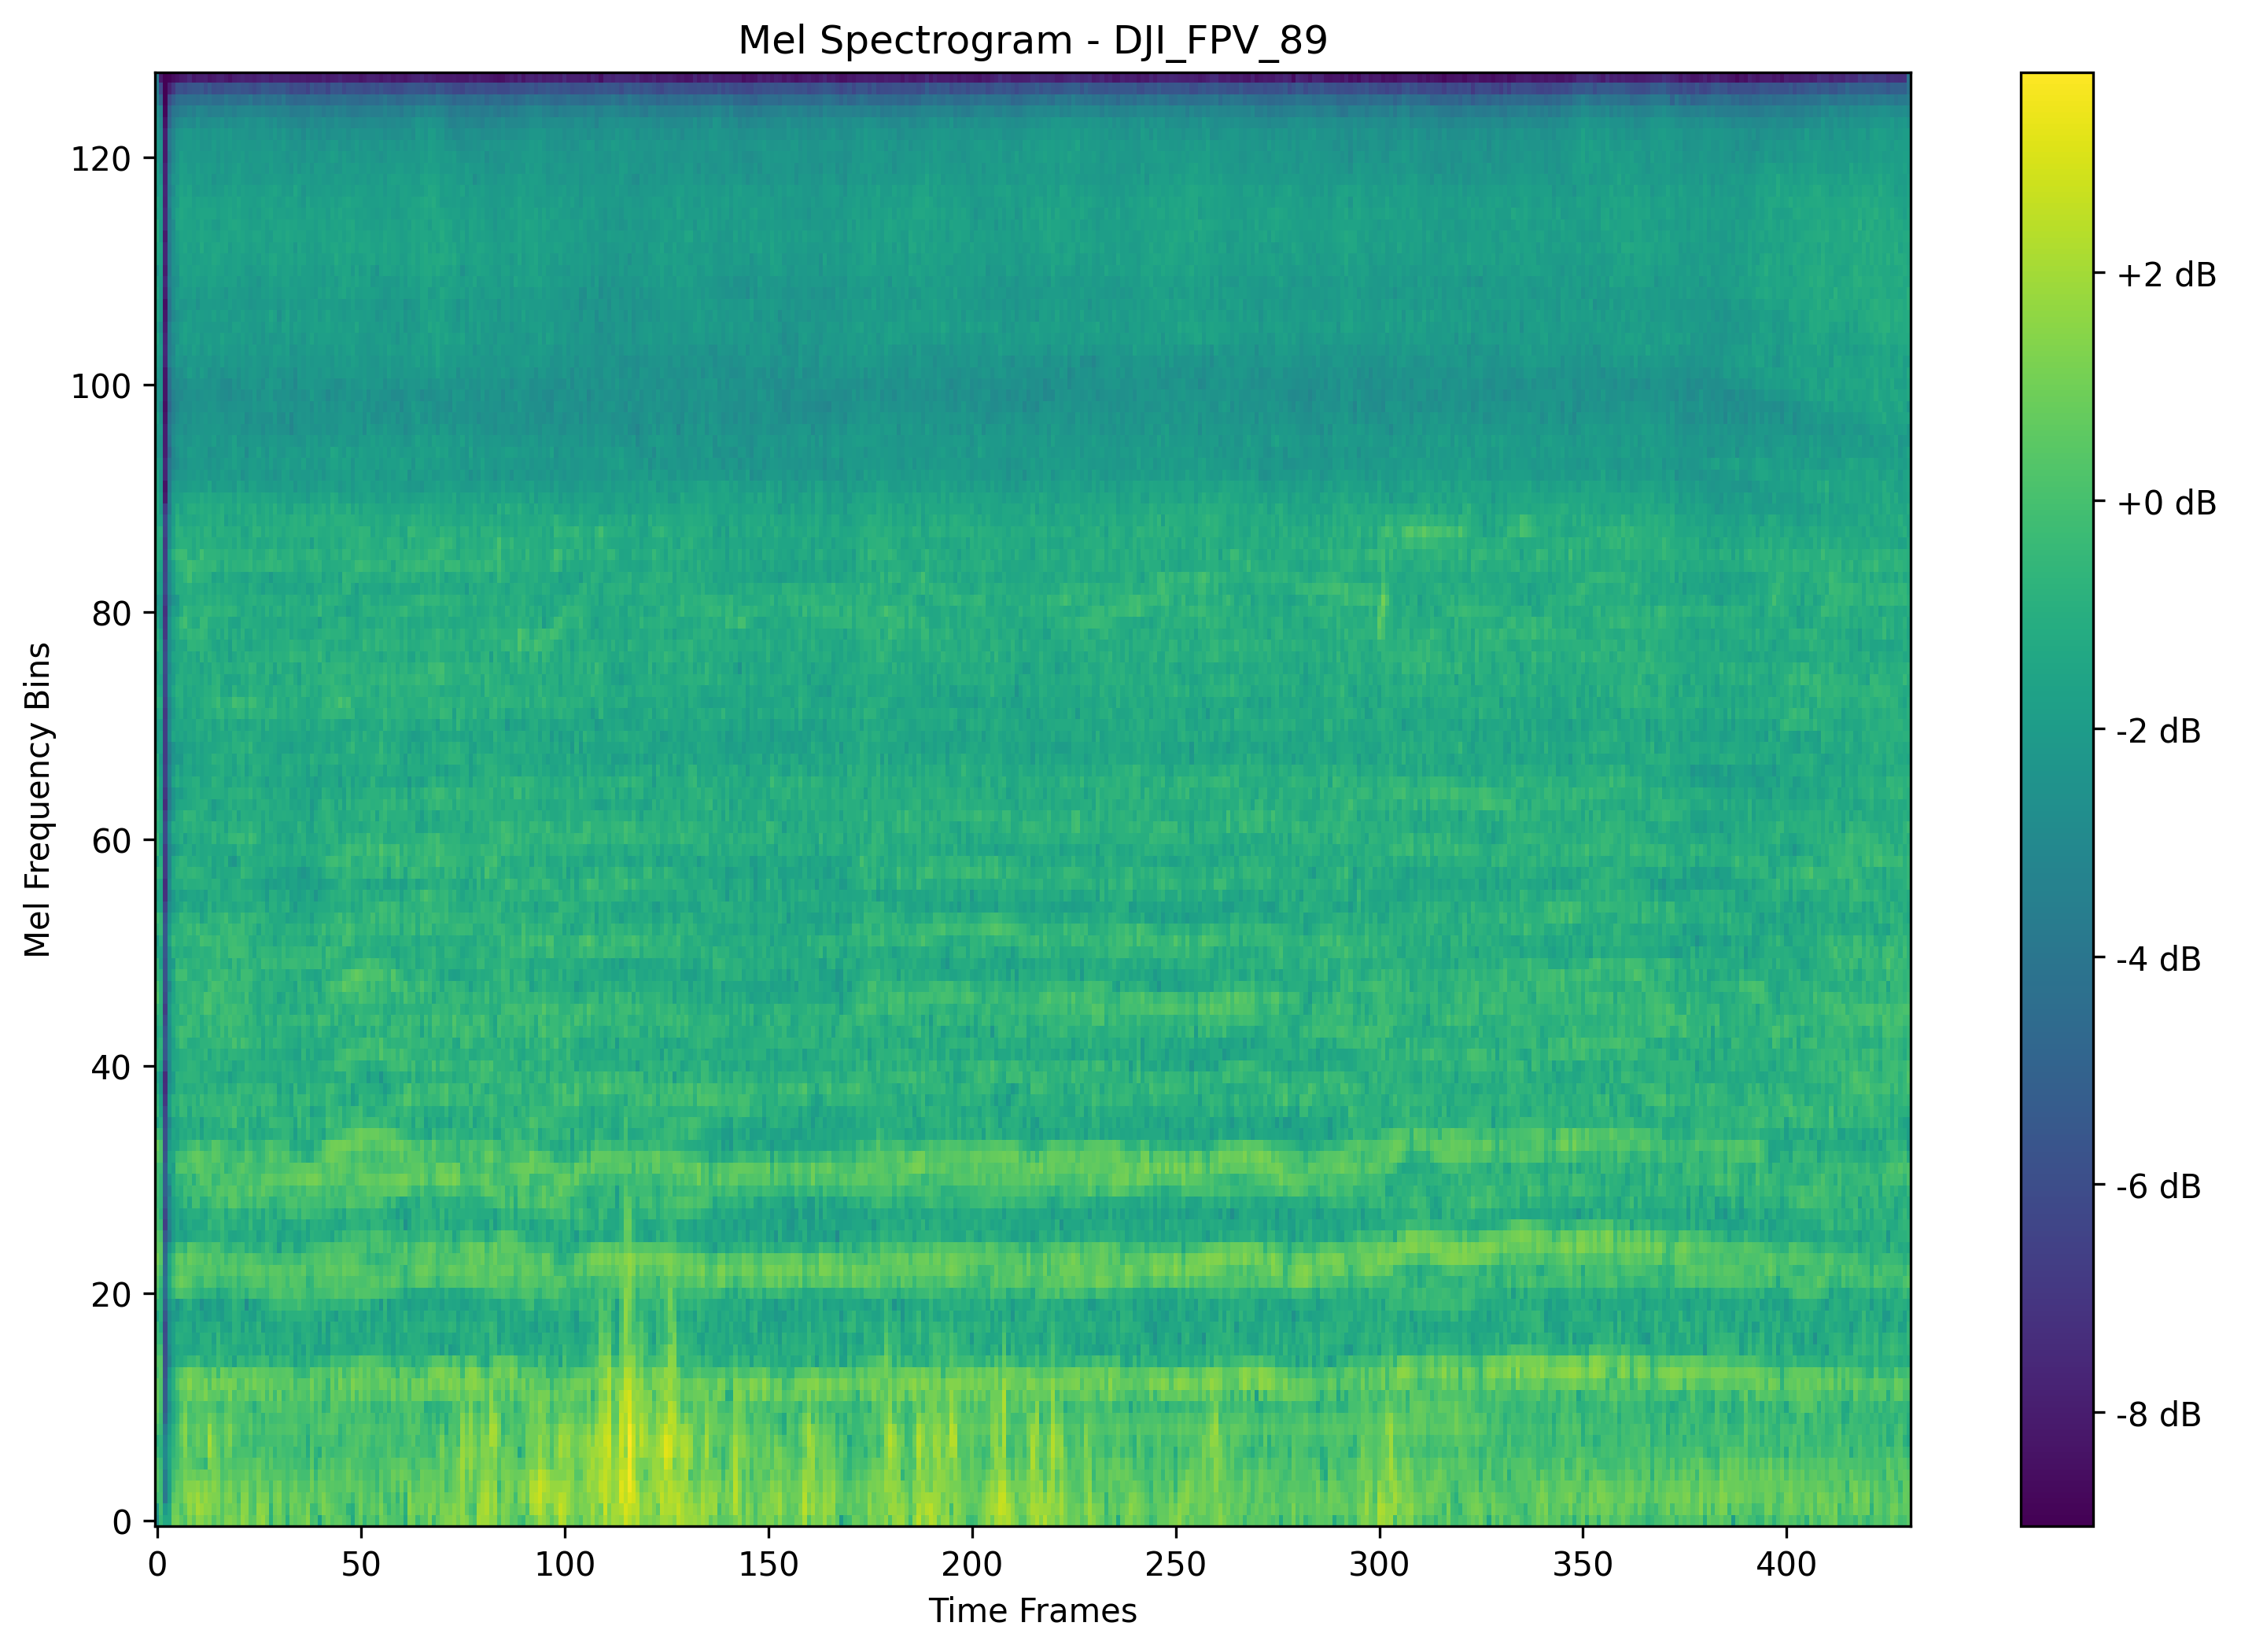 Mel Spectrogram - DJI_FPV_89
Mel Frequency Bins
120
100
80
60
40
20
0
0 50 100 150 200 250 300 350 400
Time Frames
+2 dB
+0 dB
-2 dB
-4 dB
-6 dB
-8 dB